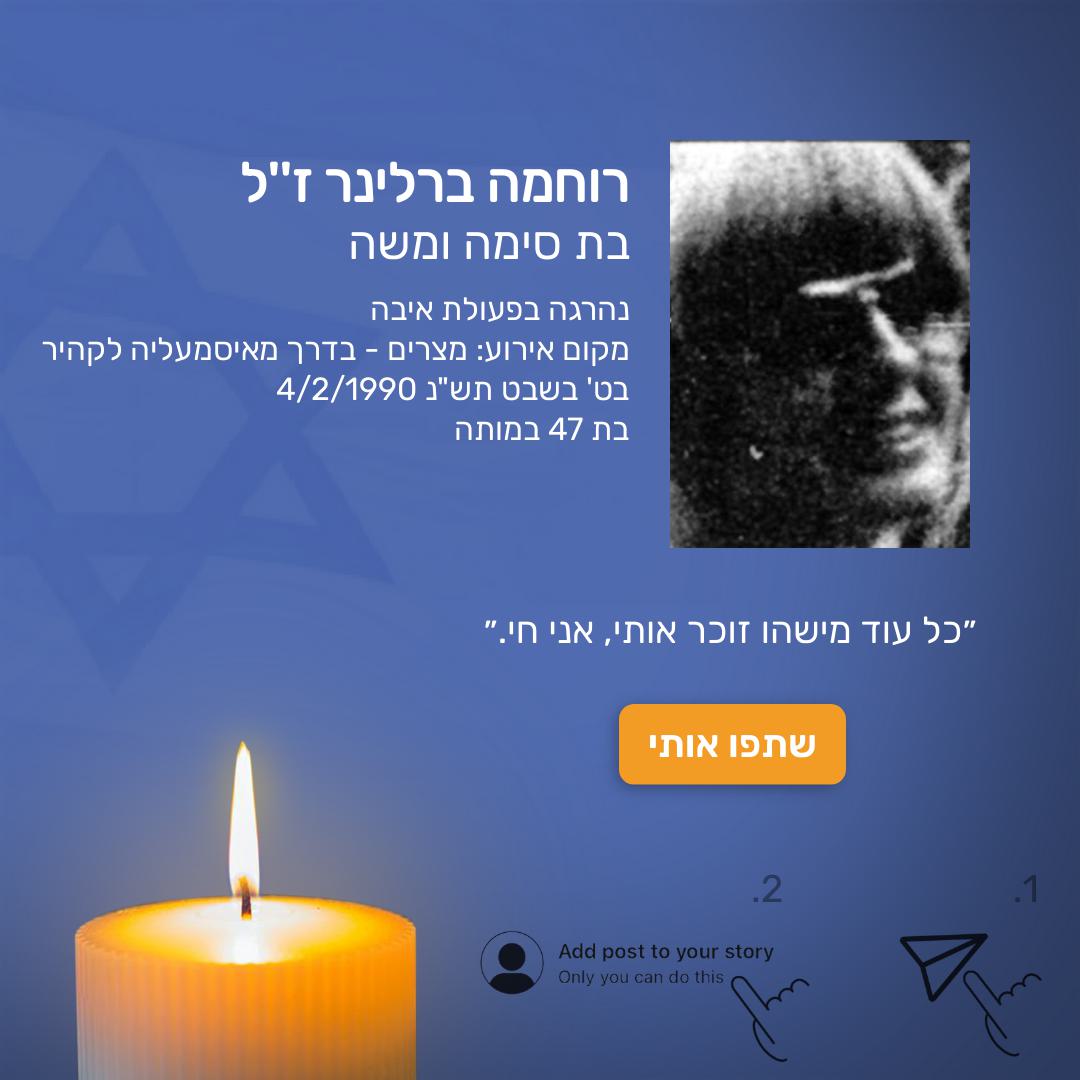 רוחמה ברלינר ז"ל
בת סימה ומשה
נהרגה בפעולת איבה
מקום אירוע: מצרים - בדרך מאיסמעליה לקהיר
בט' בשבט תש"נ 4/2/1990
בת 47 במותה
״כל עוד מישהו זוכר אותי, אני חי.״
שתפו אותי
1.
2.
Add post to your story
Only you can do this